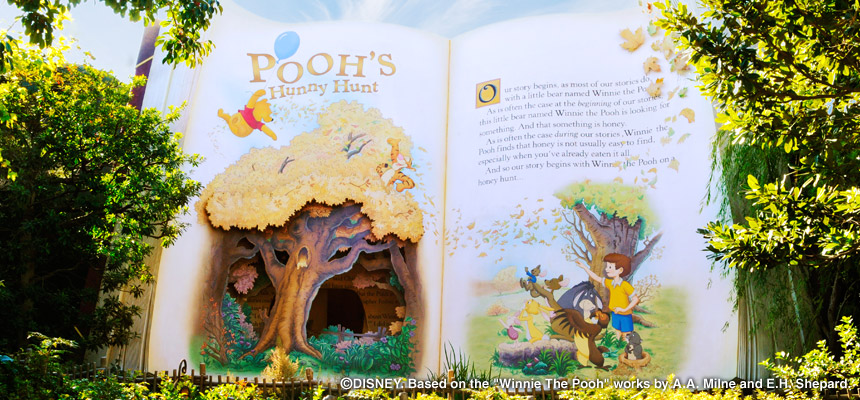 POOH'S
Hunny Hunt
Our story begins, as most of our stories do,
with a little bear named Winnie the Pooh.
As is often the case at the beginning of our stories,
this little bear named Winnie the Pooh is looking for
something. And that something is honey.
As is often the case during our stories, Winnie the
Pooh finds that honey is not usually easy to find,
especially when you've already eaten it all.
And so our story begins with Winnie the Pooh on a
honey hunt...
©DISNEY. Based on the "Winnie The Pooh" works by A.A. Milne and E.H. Shepard.